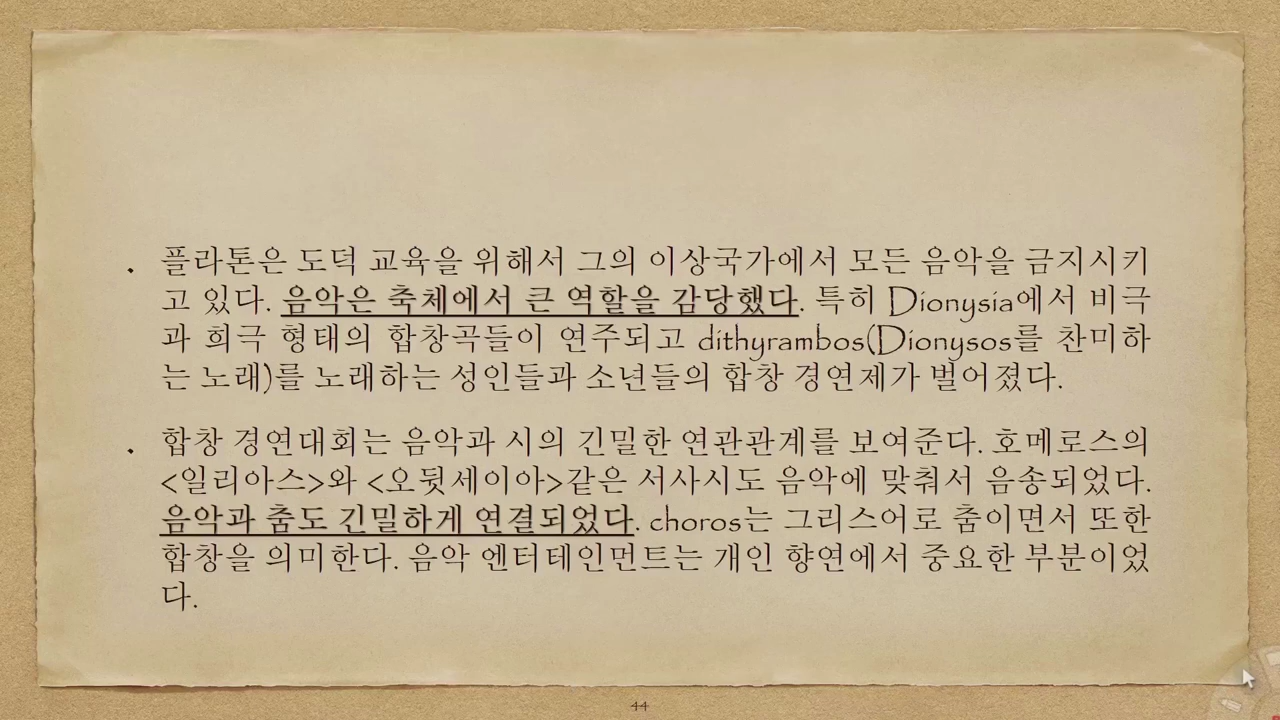 플라톤은 도덕 교육을 위해서 그의 이상국가에서 모든 음악을 금지시키
고 있다. 음악은 축체에서 큰 역할을 감당했다. 특히 Dionysia에서 비극
과 희극 형태의 합창곡들이 연주되고 dithyrambos(Dionysos를 찬미하
는 노래)를 노래하는 성인들과 소년들의 합창 경연제가 벌어졌다.
합창 경연대회는 음악과 시의 긴밀한 연관관계를 보여준다. 호메로스의
<일리아스>와 <오뒷세이아>같은 서사시도 음악에 맞춰서 음송되었다.
음악과 춤도 긴밀하게 연결되었다. choros는 그리스어로 춤이면서 또한
합창을 의미한다. 음악 엔터테인먼트는 개인 향연에서 중요한 부분이었
다.
44